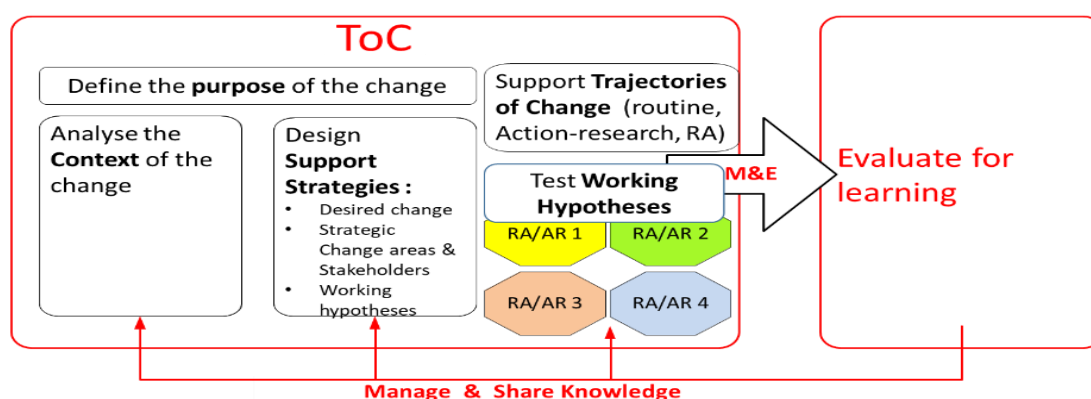 ToC
Define the purpose of the change
Analyse the
Context of the
change
Design
Support
Strategies :
• Desired change
• Strategic
Change areas &
Stakeholders
• Working
hypotheses
Support Trajectories
of Change (routine,
Action-research, RA)
Test Working
Hypotheses
RA/AR 1
RA/AR 2
RA/AR 3
RA/AR 4
M&E
Evaluate for
learning
Manage & Share Knowledge